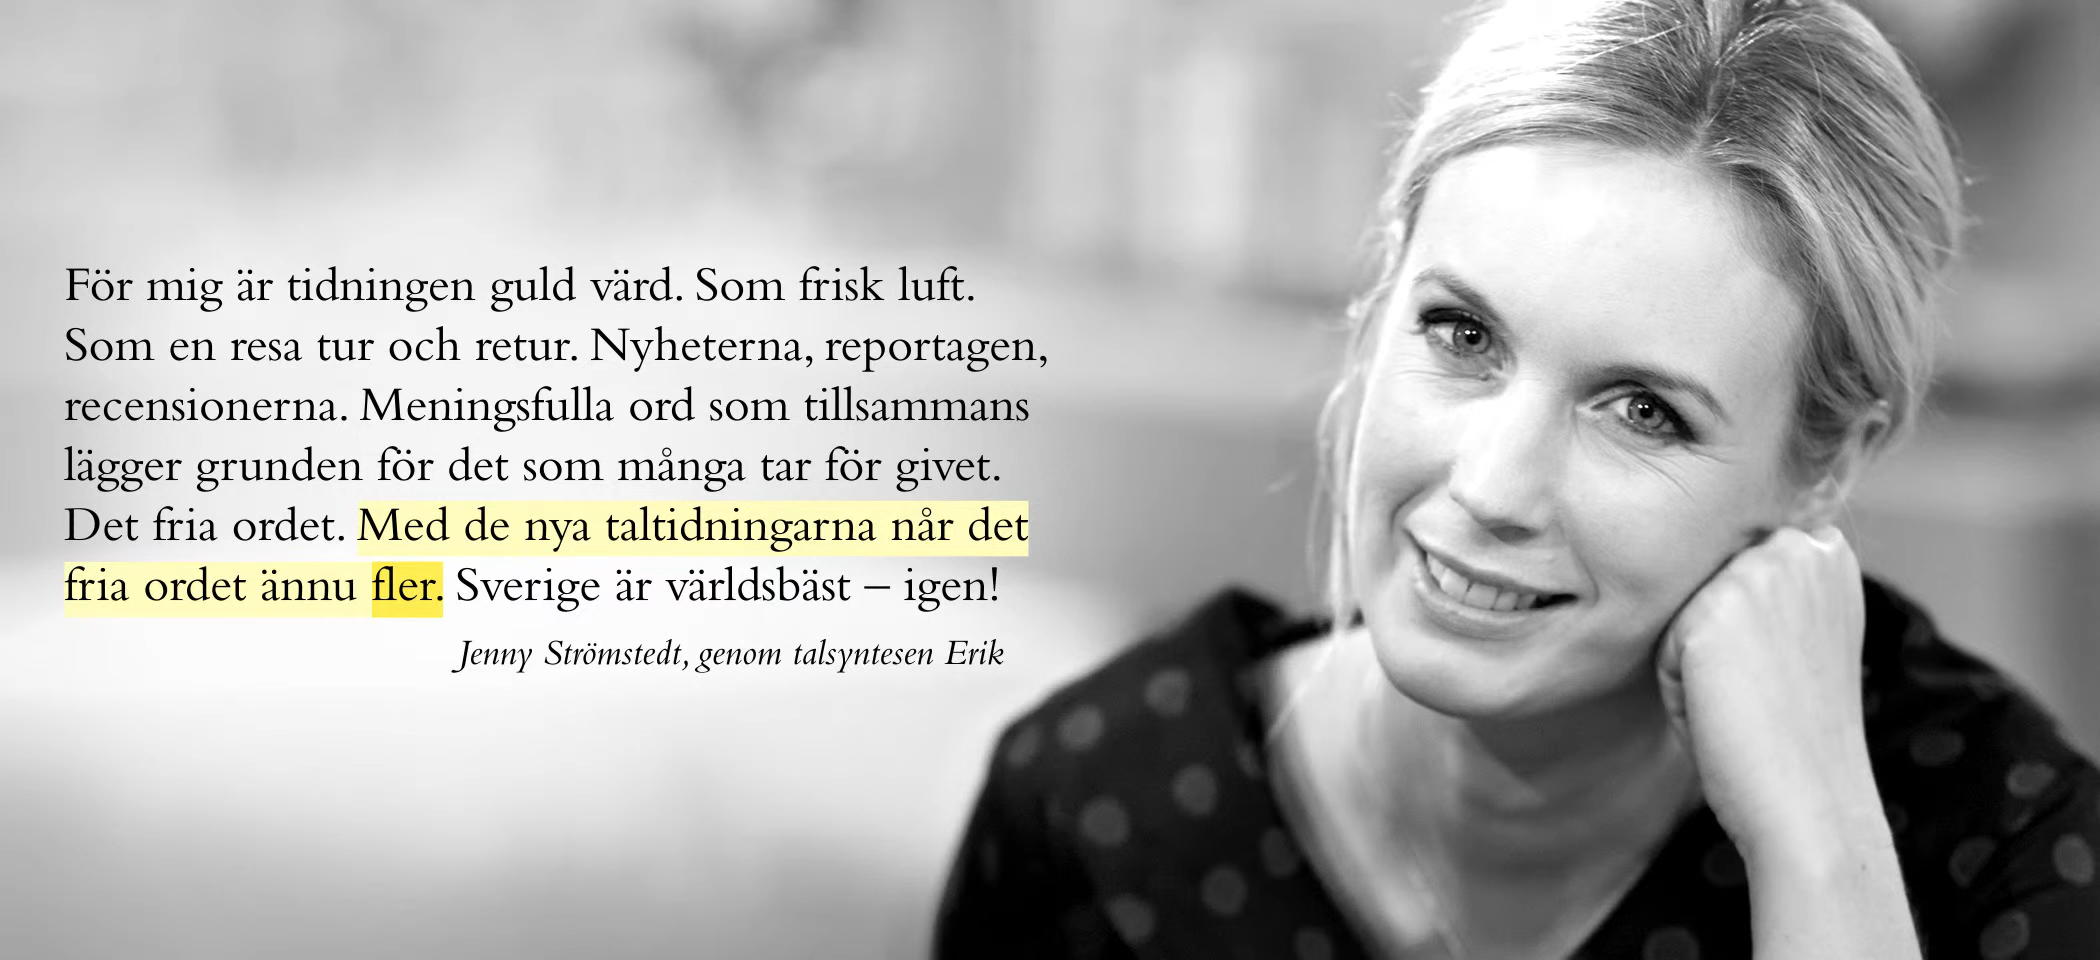 För mig är tidningen guld värd. Som frisk luft.
Som en resa tur och retur. Nyheterna, reportagen,
recensionerna. Meningsfulla ord som tillsammans
lägger grunden för det som många tar för givet.
Det fria ordet. Med de nya taltidningarna når det
fria ordet ännu fler. Sverige är världsbäst – igen!
Jenny Strömstedt, genom talsyntesen Erik